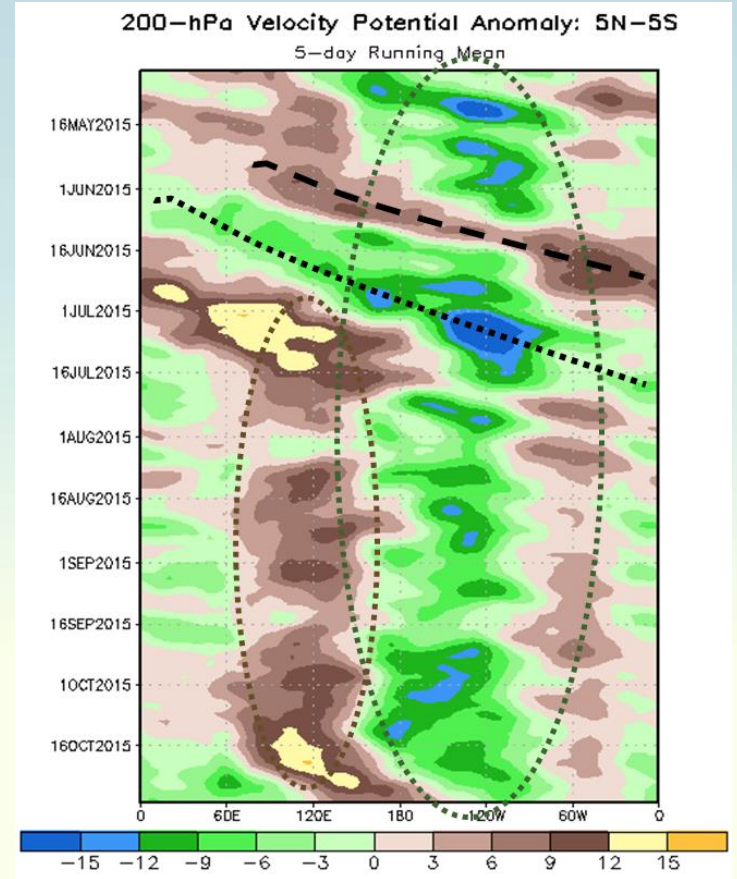 200-hPa Velocity Potential Anomaly: 5N-5S
5-day Running Mean
16MAY2015
1JUN2015
16JUN2015
1JUL2015
16JUL2015
1AUG2015
16AUG2015
1SEP2015
16SEP2015
1OCT2015
16OCT2015
0 60E 120E 180 120W 60W 0
-15 -12 -9 -6 -3 0 3 6 9 12 15